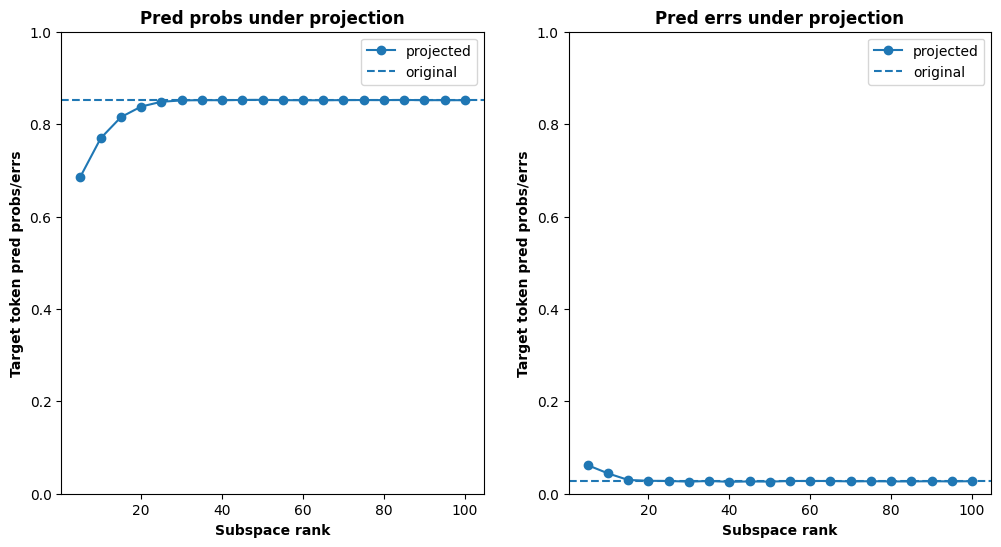 Pred probs under projection
1.0
0.8
0.6
0.4
0.2
0.0
Target token pred probs/errs
projected
original
20
40
60
80
100
Subspace rank
Pred errs under projection
1.0
0.8
0.6
0.4
0.2
0.0
Target token pred probs/errs
projected
original
20
40
60
80
100
Subspace rank